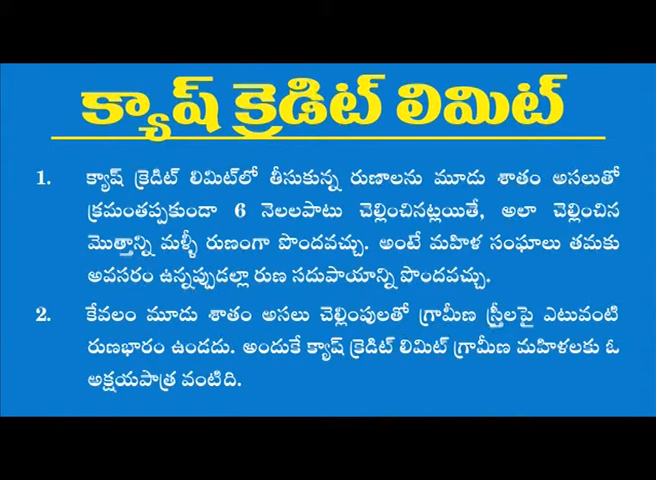 క్యాష్ క్రెడిట్ లిమిట్
1. క్యాష్ క్రెడిట్ లిమిట్‌లో తీసుకున్న రుణాలను మూడు శాతం అసలుతో
క్రమంతప్పకుండా 6 నెలలపాటు చెల్లించినట్లయితే, అలా చెల్లించిన
మొత్తాన్ని మళ్ళీ రుణంగా పొందవచ్చు. అంటే మహిళ సంఘాలు తమకు
అవసరం ఉన్నప్పుడల్లా రుణ సదుపాయాన్ని పొందవచ్చు.
2. కేవలం మూడు శాతం అసలు చెల్లింపులతో గ్రామీణ స్త్రీలపై ఎటువంటి
రుణభారం ఉండదు. అందుకే క్యాష్ క్రెడిట్ లిమిట్ గ్రామీణ మహిళలకు ఓ
అక్షయపాత్ర వంటిది.